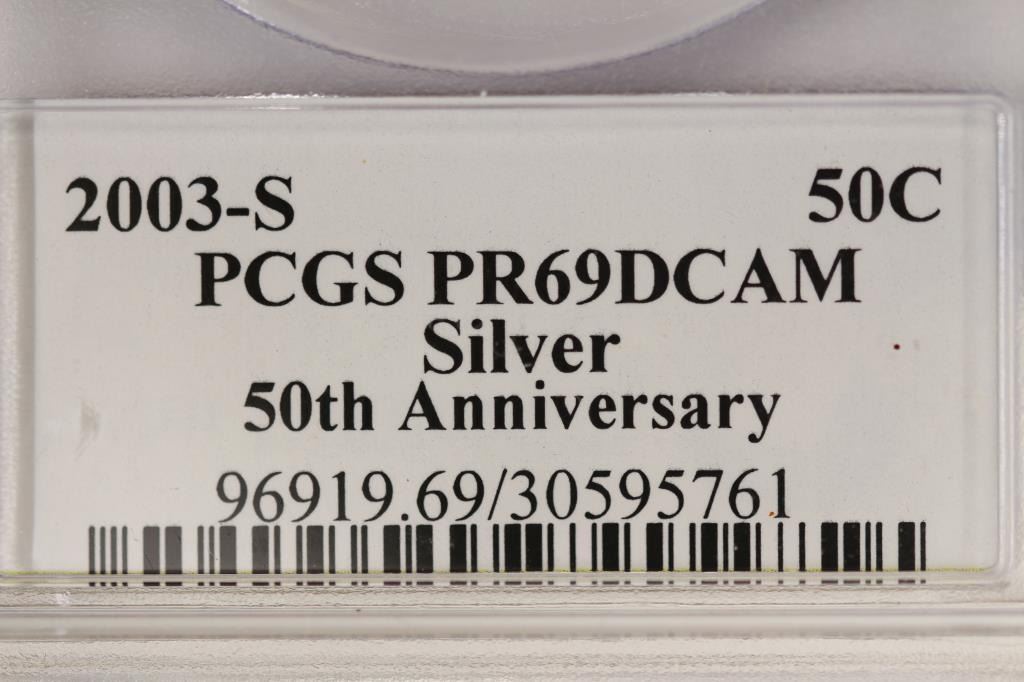 2003-S 50C
PCGS PR69DCAM
Silver
50th Anniversary
96919.69/30595761